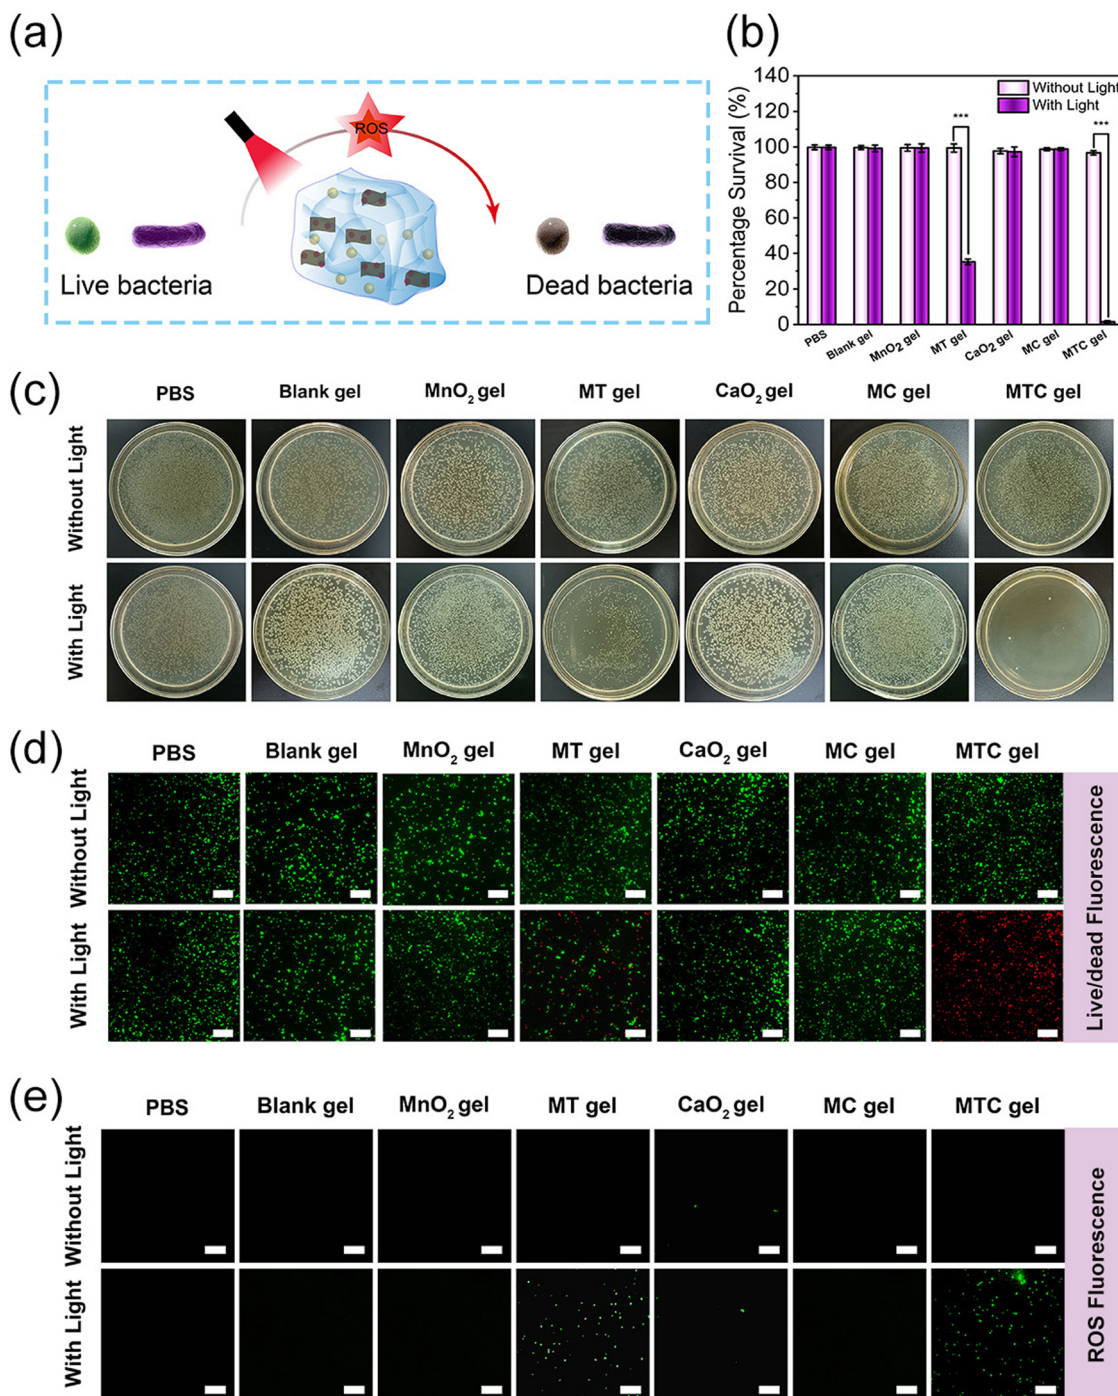 (a)
ROS
Live bacteria
Dead bacteria
(b)
Percentage Survival (%)
140
120
100
80
60
40
20
0
Without Light
With Light
***
***
PBS
Blank gel
MnO₂ gel
MT gel
CaO₂ gel
MC gel
MTC gel
(c)
PBS
Blank gel
MnO₂ gel
MT gel
CaO₂ gel
MC gel
MTC gel
Without Light
With Light
(d)
PBS
Blank gel
MnO₂ gel
MT gel
CaO₂ gel
MC gel
MTC gel
Without Light
With Light
Live/dead Fluorescence
(e)
PBS
Blank gel
MnO₂ gel
MT gel
CaO₂ gel
MC gel
MTC gel
Without Light
With Light
ROS Fluorescence